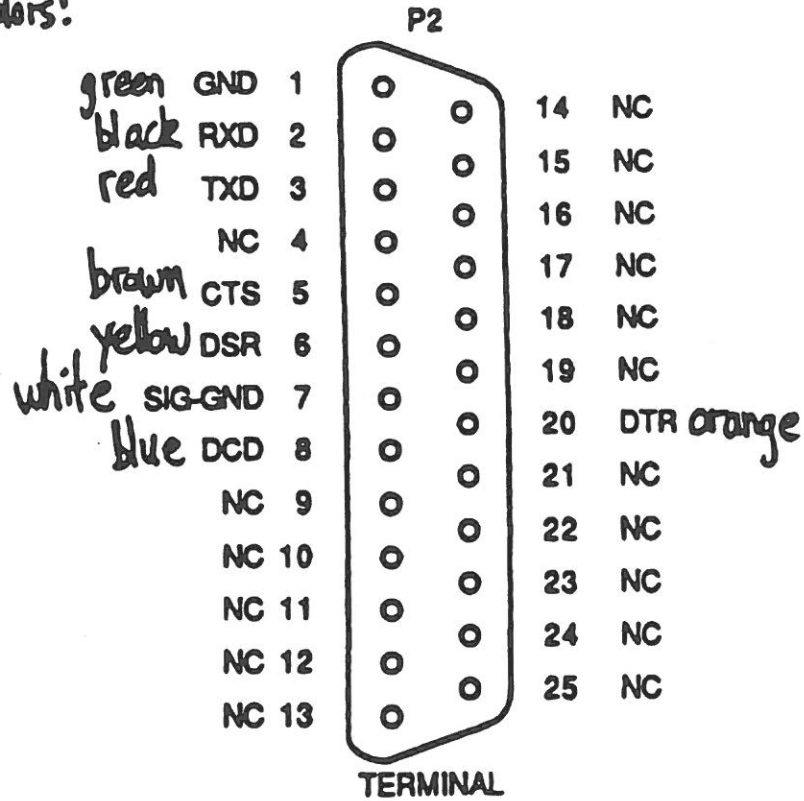 P2
green GND 1
14 NC
black RXD 2
15 NC
red TXD 3
16 NC
NC 4
17 NC
brown CTS 5
18 NC
yellow DSR 6
19 NC
white SIG-GND 7
20 DTR orange
blue DCD 8
21 NC
NC 9
22 NC
NC 10
23 NC
NC 11
24 NC
NC 12
25 NC
NC 13
TERMINAL